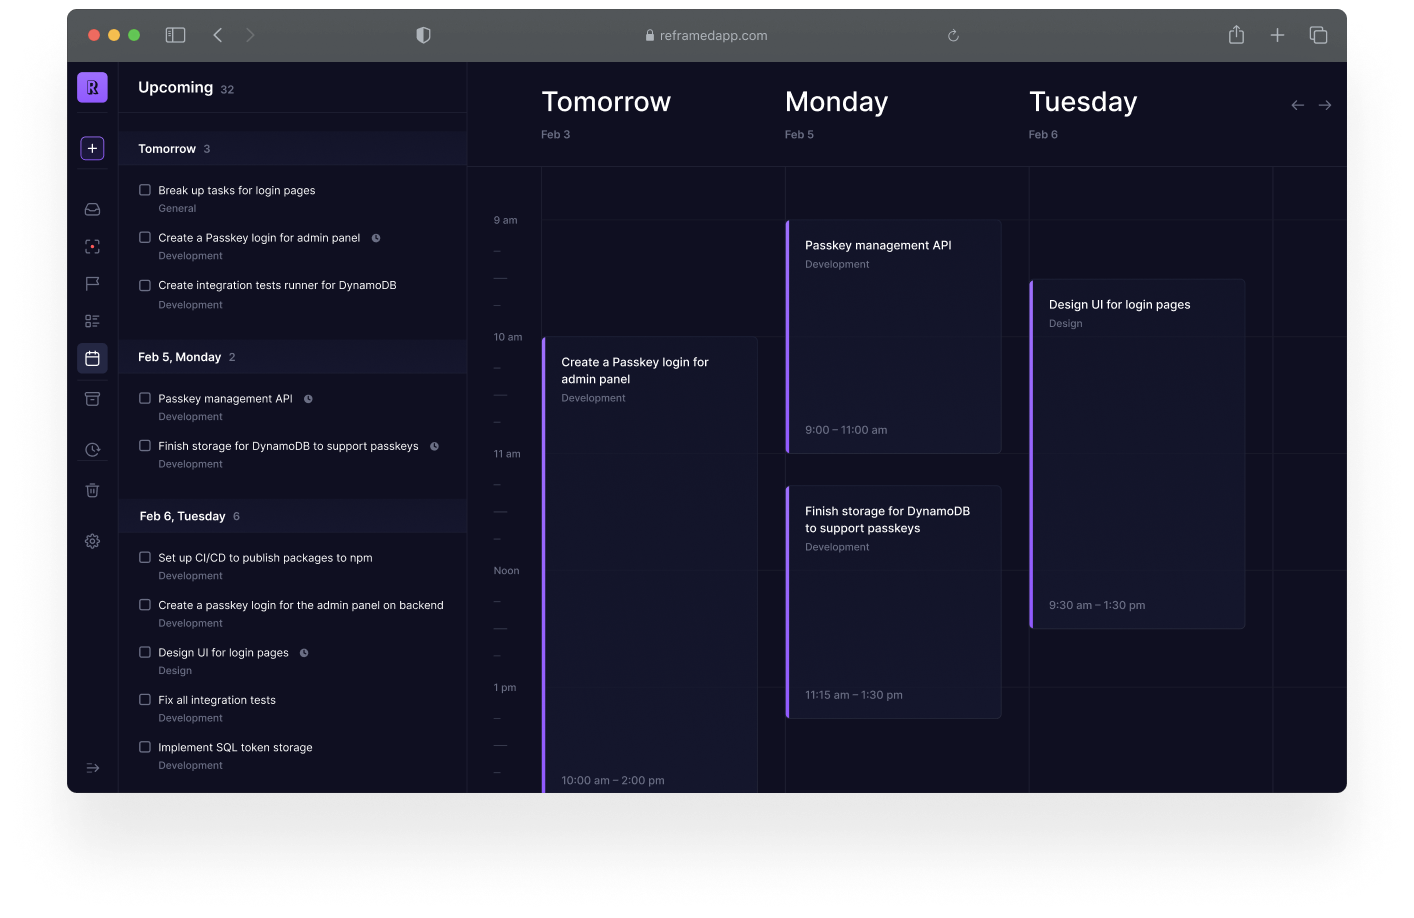 reframedapp.com
R
Upcoming 32
Tomorrow 3
Break up tasks for login pages
General
Create a Passkey login for admin panel
Development
Create integration tests runner for DynamoDB
Development
Feb 5, Monday 2
Passkey management API
Development
Finish storage for DynamoDB to support passkeys
Development
Feb 6, Tuesday 6
Set up CI/CD to publish packages to npm
Development
Create a passkey login for the admin panel on backend
Development
Design UI for login pages
Design
Fix all integration tests
Development
Implement SQL token storage
Development
Tomorrow
Feb 3
Monday
Feb 5
Tuesday
Feb 6
9 am
10 am
11 am
Noon
1 pm
Create a Passkey login for
admin panel
Development
10:00 am – 2:00 pm
Passkey management API
Development
9:00 – 11:00 am
Finish storage for DynamoDB
to support passkeys
Development
11:15 am – 1:30 pm
Design UI for login pages
Design
9:30 am – 1:30 pm